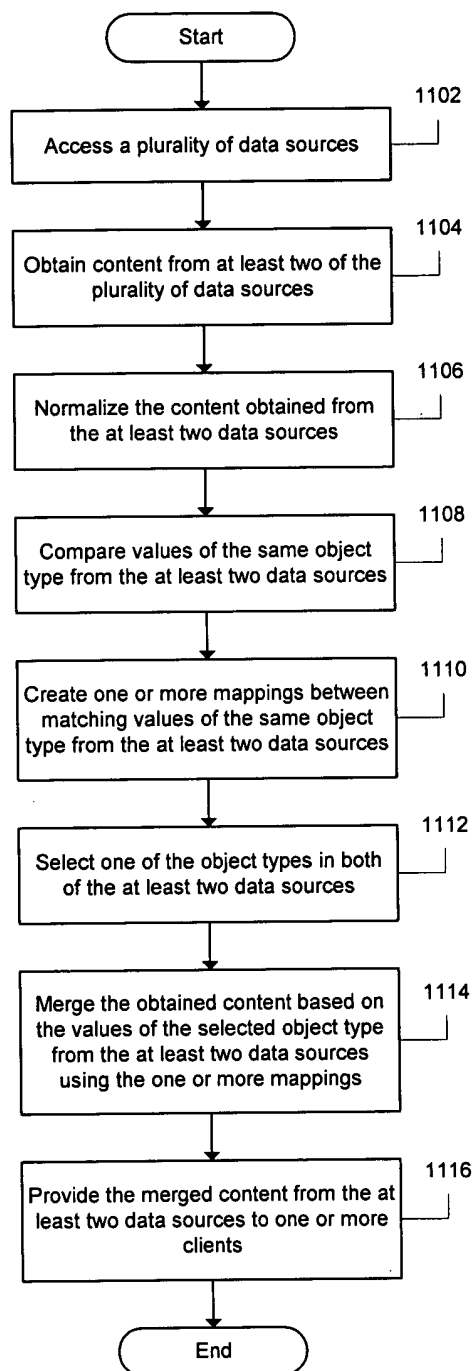 Start
1102
Access a plurality of data sources
1104
Obtain content from at least two of the
plurality of data sources
1106
Normalize the content obtained from
the at least two data sources
1108
Compare values of the same object
type from the at least two data sources
1110
Create one or more mappings between
matching values of the same object
type from the at least two data sources
1112
Select one of the object types in both
of the at least two data sources
1114
Merge the obtained content based on
the values of the selected object type
from the at least two data sources
using the one or more mappings
1116
Provide the merged content from the at
least two data sources to one or more
clients
End